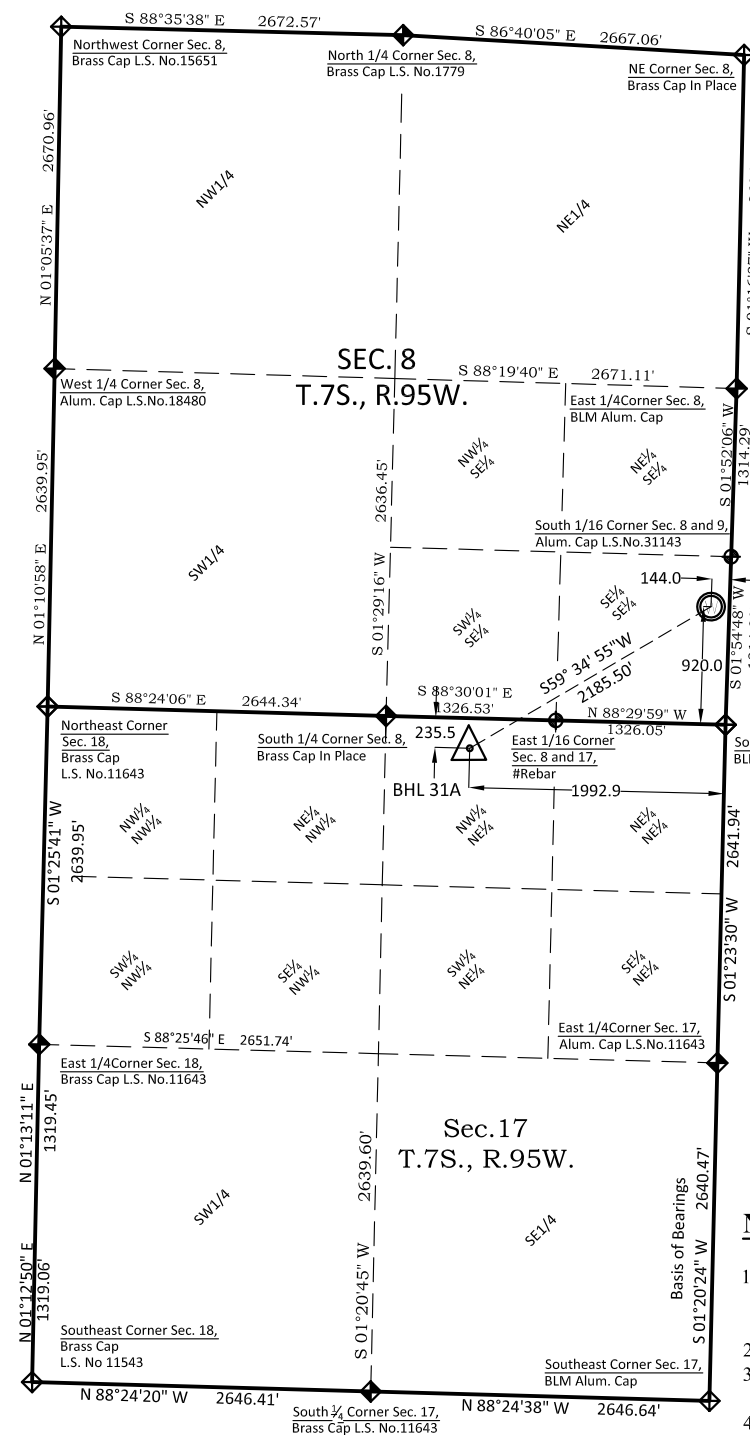 S 88°35'38" E 2672.57'
S 86°40'05" E 2667.06'
Northwest Corner Sec. 8,
Brass Cap L.S. No.15651
North 1/4 Corner Sec. 8,
Brass Cap L.S. No.1779
NE Corner Sec. 8,
Brass Cap In Place
N 01°05'37" E 2670.96'
NW1/4
NE1/4
SEC. 8
T.7S., R.95W.
S 88°19'40" E 2671.11'
West 1/4 Corner Sec. 8,
Alum. Cap L.S.No.18480
East 1/4Corner Sec. 8,
BLM Alum. Cap
N 01°10'58" E 2639.95'
S 01°29'16" W 2636.45'
S 01°52'06" W
1314.29'
NW¼
SE¼
NE¼
SE¼
South 1/16 Corner Sec. 8 and 9,
Alum. Cap L.S.No.31143
SW1/4
SW¼
SE¼
SE¼
SE¼
144.0
920.0
S 01°54'48" W
S59° 34' 55"W
2185.50'
S 88°24'06" E 2644.34'
S 88°30'01" E
1326.53'
N 88°29'59" W
1326.05'
Northeast Corner
Sec. 18,
Brass Cap
L.S. No.11643
South 1/4 Corner Sec. 8,
Brass Cap In Place
235.5
East 1/16 Corner
Sec. 8 and 17,
#Rebar
So
BHL 31A
1992.9
S 01°25'41" W
2639.95'
NW¼
NW¼
NE¼
NW¼
NW¼
NE¼
NE¼
NE¼
S 01°23'30" W 2641.94'
SW¼
NW¼
SE¼
NW¼
SW¼
NE¼
SE¼
NE¼
S 88°25'46" E 2651.74'
East 1/4Corner Sec. 17,
Alum. Cap L.S.No.11643
East 1/4Corner Sec. 18,
Brass Cap L.S. No.11643
N 01°13'11" E
1319.45'
Sec.17
T.7S., R.95W.
S 01°20'45" W 2639.60'
SW1/4
SE1/4
Basis of Bearings
S 01°20'24" W 2640.47'
N 01°12'50" E
1319.06'
Southeast Corner Sec. 18,
Brass Cap
L.S. No 11543
Southeast Corner Sec. 17,
BLM Alum. Cap
N 88°24'20" W 2646.41'
N 88°24'38" W 2646.64'
South ¼ Corner Sec. 17,
Brass Cap L.S. No.11643
1
2
3
4